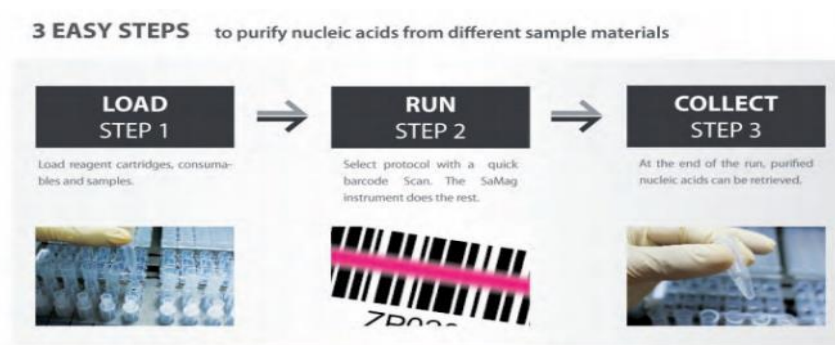 3 EASY STEPS to purify nucleic acids from different sample materials
LOAD
STEP 1
Load reagent cartridges, consuma-
bles and samples.
RUN
STEP 2
Select protocol with a quick
barcode Scan. The SaMag
instrument does the rest.
COLLECT
STEP 3
At the end of the run, purified
nucleic acids can be retrieved.